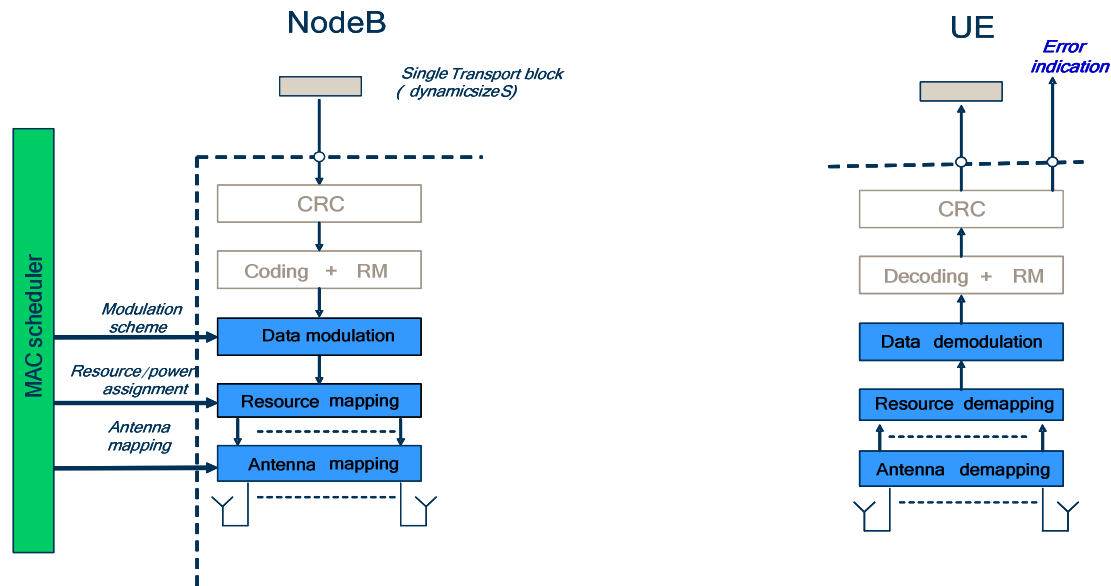 NodeB
Single Transport block
( dynamicsizeS)
CRC
Coding + RM
Data modulation
Resource mapping
Antenna mapping
MAC scheduler
Modulation
scheme
Resource/power
assignment
Antenna
mapping
UE
Error
indication
CRC
Decoding + RM
Data demodulation
Resource demapping
Antenna demapping